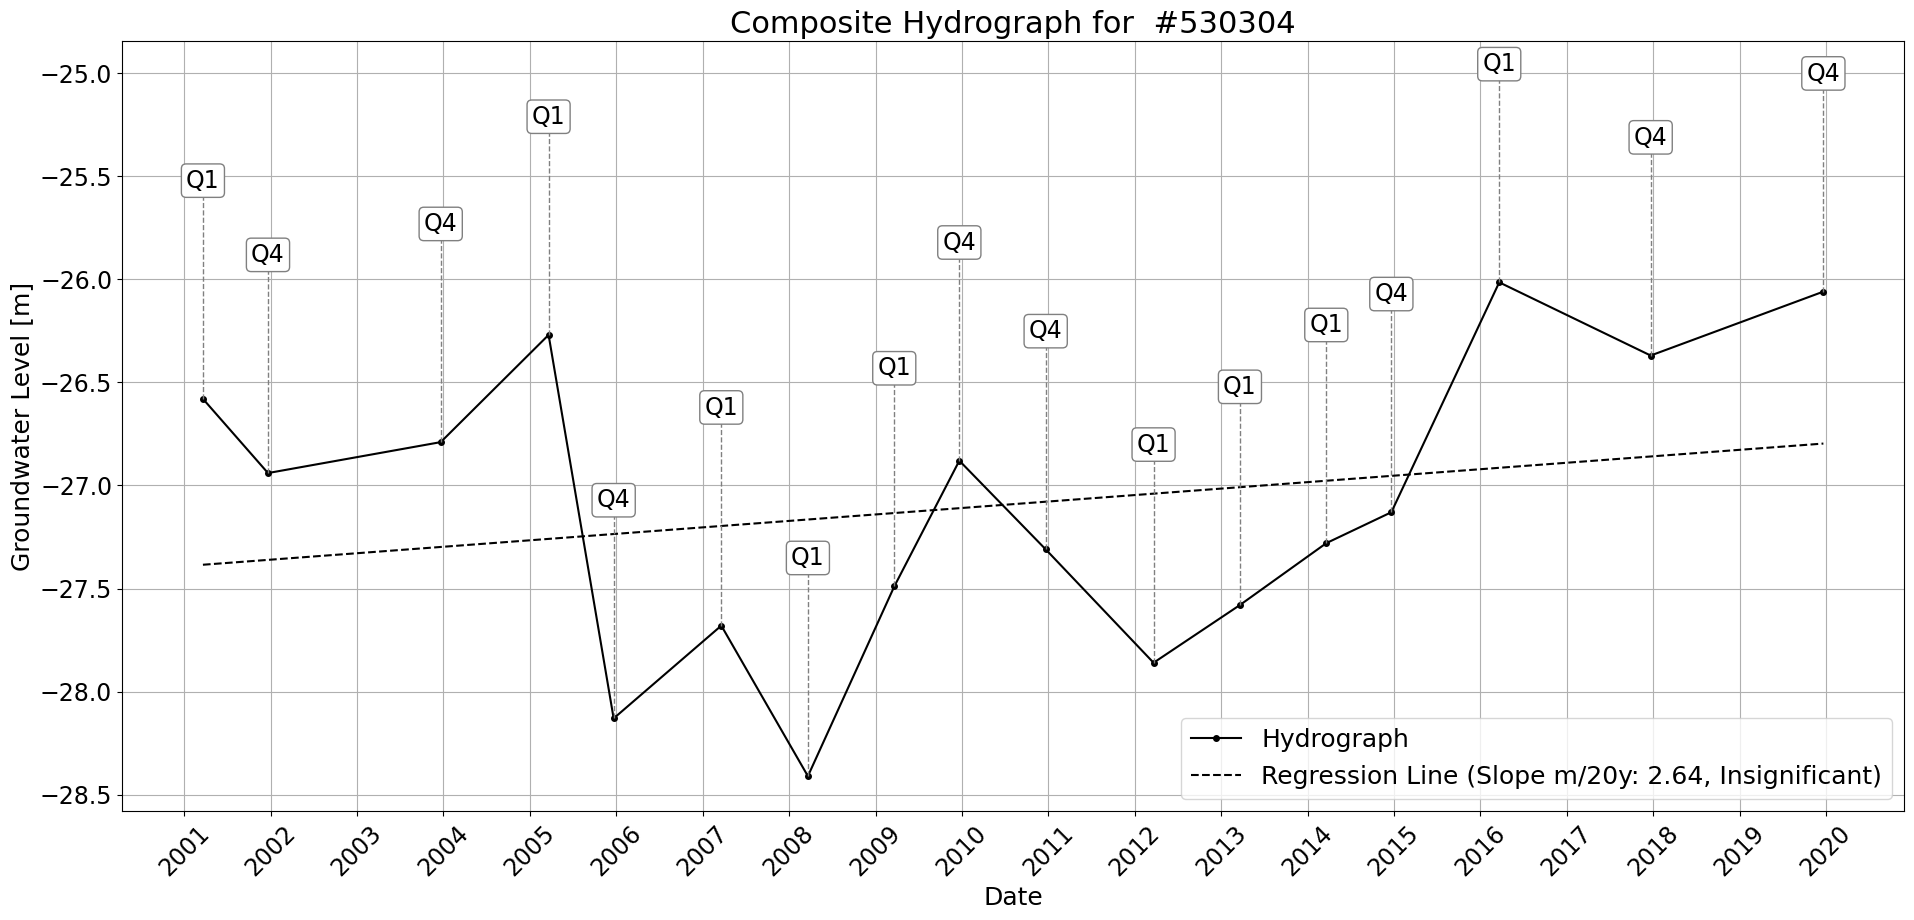 Composite Hydrograph for  #530304
Groundwater Level [m]
−25.0
−25.5
−26.0
−26.5
−27.0
−27.5
−28.0
−28.5
Q1
Q4
Q4
Q1
Q4
Q1
Q1
Q1
Q4
Q4
Q1
Q1
Q1
Q4
Q1
Q4
Q4
Hydrograph
Regression Line (Slope m/20y: 2.64, Insignificant)
2001
2002
2003
2004
2005
2006
2007
2008
2009
2010
2011
2012
2013
2014
2015
2016
2017
2018
2019
2020
Date